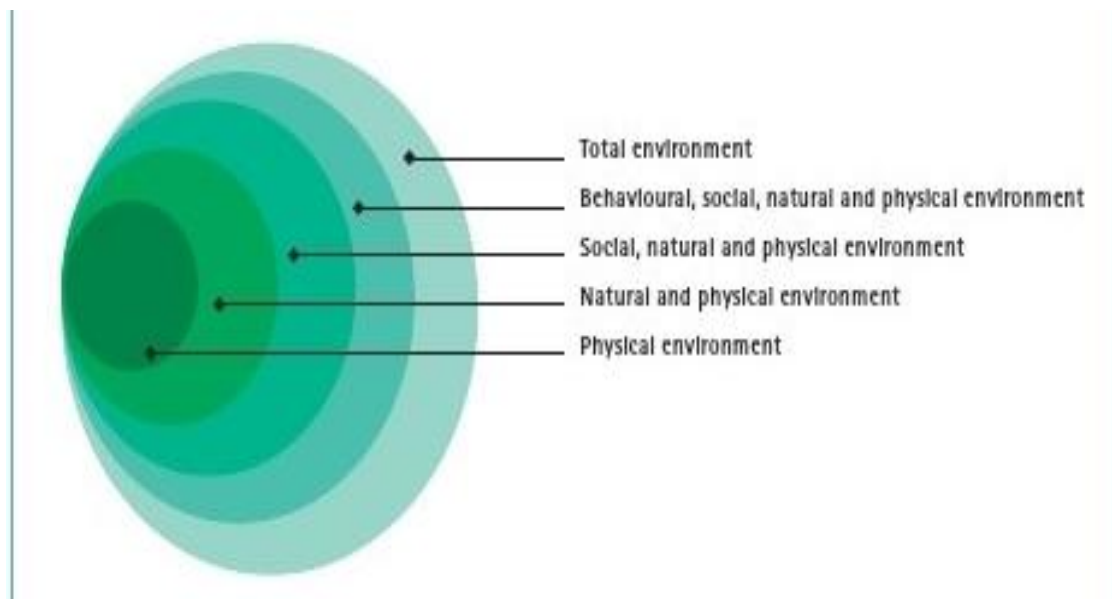 Total environment
Behavioural, social, natural and physical environment
Social, natural and physical environment
Natural and physical environment
Physical environment